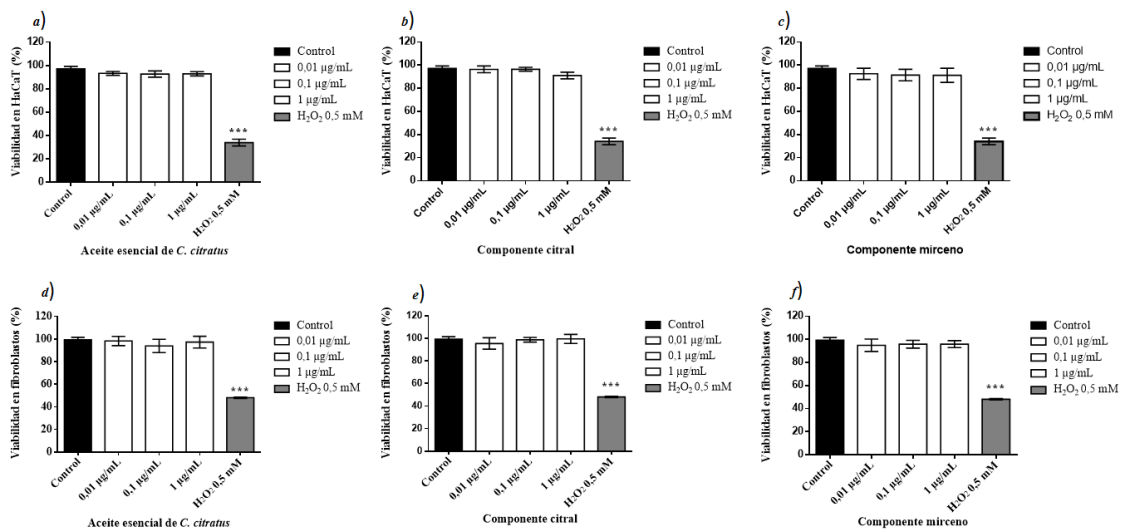 a)
Viabilidad en HaCaT (%)
120
100
80
60
40
20
0
Control
0,01 µg/mL
0,1 µg/mL
1 µg/mL
H₂O₂ 0,5 mM
***
Control
0,01 µg/mL
0,1 µg/mL
1 µg/mL
H₂O₂ 0,5 mM
Aceite esencial de C. citratus
b)
Viabilidad en HaCaT (%)
120
100
80
60
40
20
0
Control
0,01 µg/mL
0,1 µg/mL
1 µg/mL
H₂O₂ 0,5 mM
***
Control
0,01 µg/mL
0,1 µg/mL
1 µg/mL
H₂O₂ 0,5 mM
Componente citral
c)
Viabilidad en HaCaT (%)
120
100
80
60
40
20
0
Control
0,01 µg/mL
0,1 µg/mL
1 µg/mL
H₂O₂ 0,5 mM
***
Control
0,01 µg/mL
0,1 µg/mL
1 µg/mL
H₂O₂ 0,5 mM
Componente mirceno
d)
Viabilidad en fibroblastos (%)
120
100
80
60
40
20
0
Control
0,01 µg/mL
0,1 µg/mL
1 µg/mL
H₂O₂ 0,5 mM
***
Control
0,01 µg/mL
0,1 µg/mL
1 µg/mL
H₂O₂ 0,5 mM
Aceite esencial de C. citratus
e)
Viabilidad en fibroblastos (%)
120
100
80
60
40
20
0
Control
0,01 µg/mL
0,1 µg/mL
1 µg/mL
H₂O₂ 0,5 mM
***
Control
0,01 µg/mL
0,1 µg/mL
1 µg/mL
H₂O₂ 0,5 mM
Componente citral
f)
Viabilidad en fibroblastos (%)
120
100
80
60
40
20
0
Control
0,01 µg/mL
0,1 µg/mL
1 µg/mL
H₂O₂ 0,5 mM
***
Control
0,01 µg/mL
0,1 µg/mL
1 µg/mL
H₂O₂ 0,5 mM
Componente mirceno